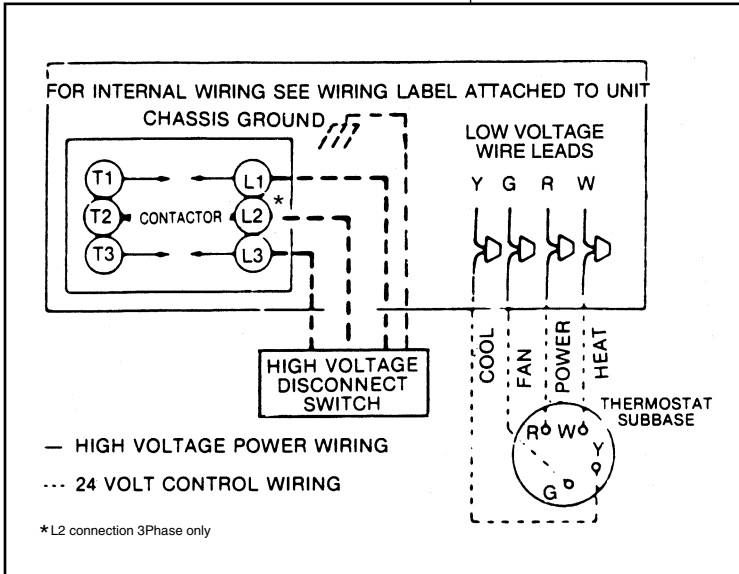 FOR INTERNAL WIRING SEE WIRING LABEL ATTACHED TO UNIT
CHASSIS GROUND
LOW VOLTAGE
WIRE LEADS
Y G R W
T1 L1
T2 CONTACTOR L2 *
T3 L3
COOL
FAN
POWER
HEAT
HIGH VOLTAGE
DISCONNECT
SWITCH
THERMOSTAT
SUBBASE
R W
Y
G
— HIGH VOLTAGE POWER WIRING
--- 24 VOLT CONTROL WIRING
*L2 connection 3Phase only